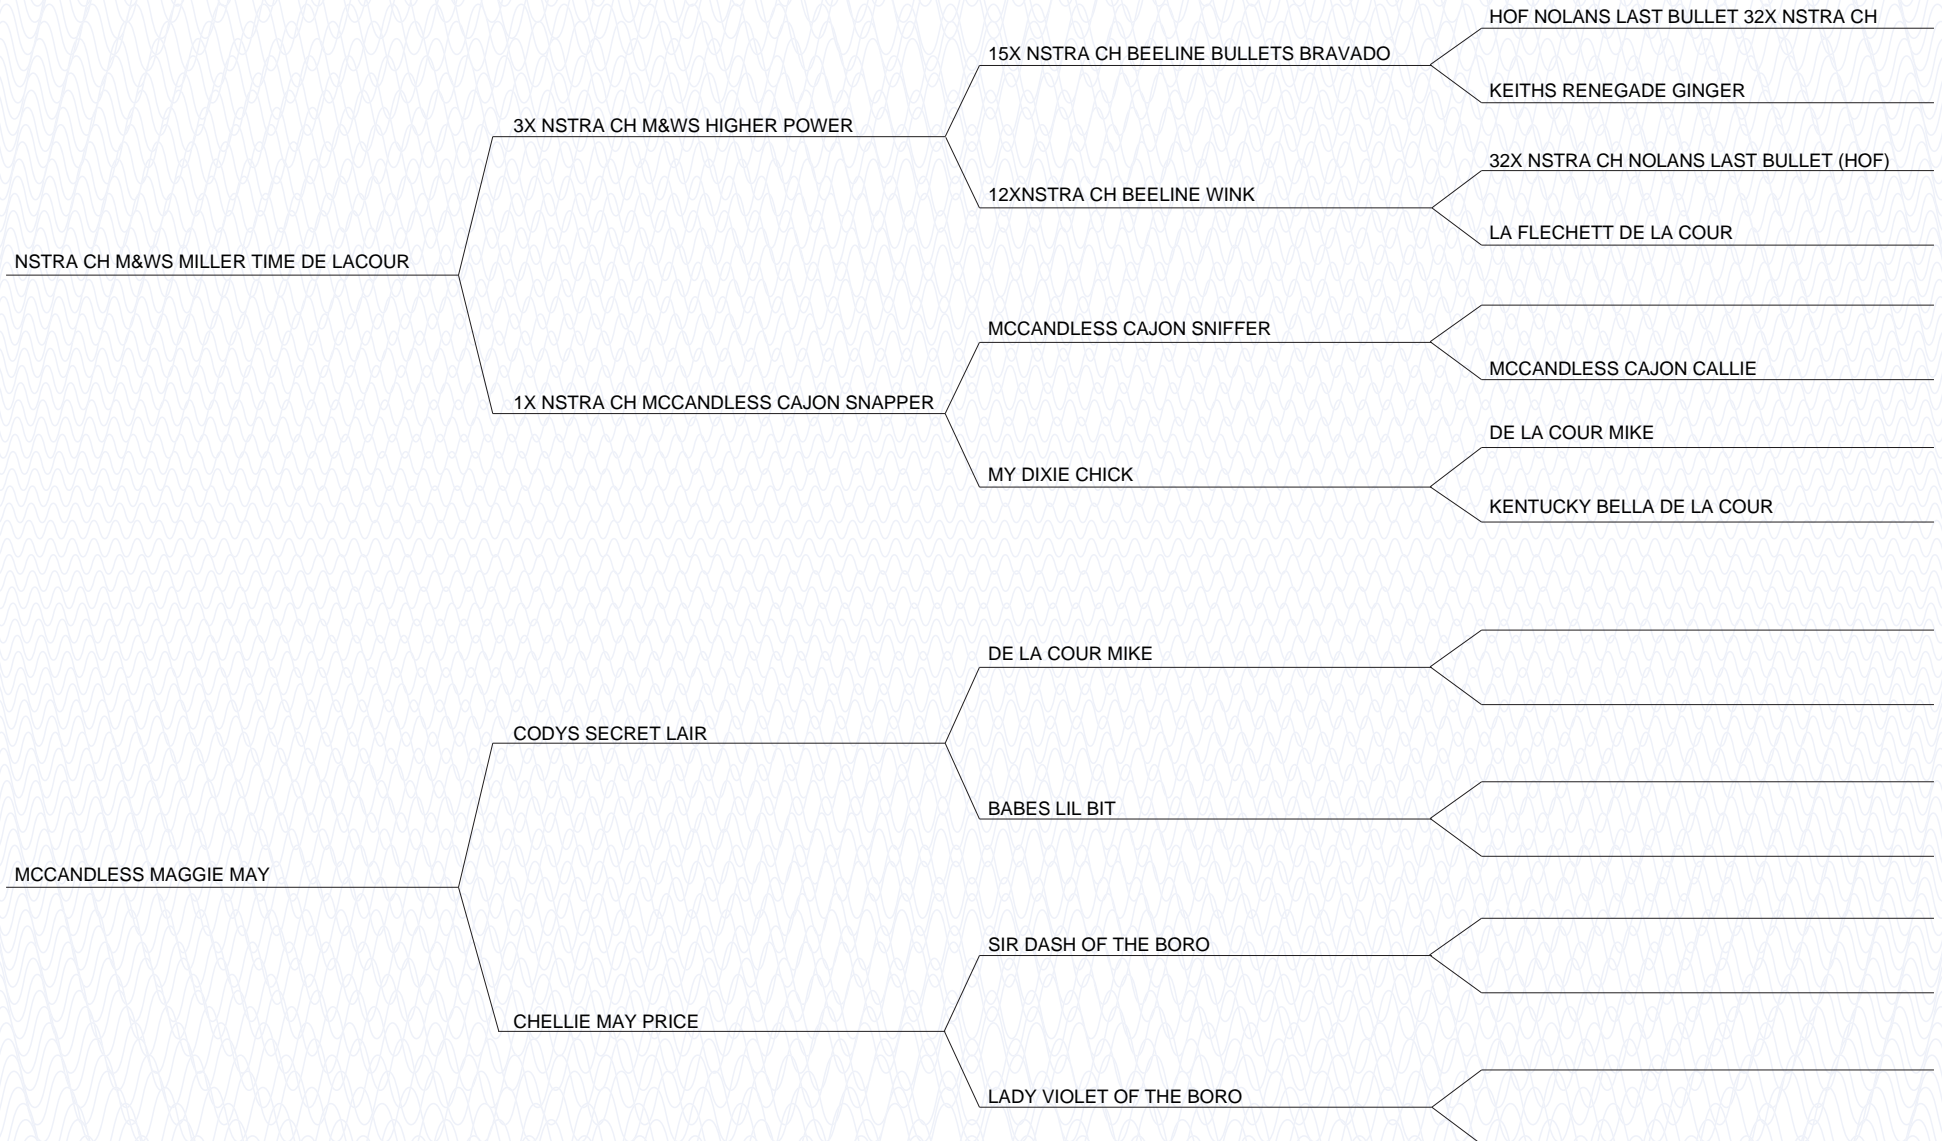 HOF NOLANS LAST BULLET 32X NSTRA CH
15X NSTRA CH BEELINE BULLETS BRAVADO
KEITHS RENEGADE GINGER
3X NSTRA CH M&WS HIGHER POWER
32X NSTRA CH NOLANS LAST BULLET (HOF)
12XNSTRA CH BEELINE WINK
LA FLECHETT DE LA COUR
NSTRA CH M&WS MILLER TIME DE LACOUR
MCCANDLESS CAJON SNIFFER
MCCANDLESS CAJON CALLIE
1X NSTRA CH MCCANDLESS CAJON SNAPPER
DE LA COUR MIKE
MY DIXIE CHICK
KENTUCKY BELLA DE LA COUR
DE LA COUR MIKE
CODYS SECRET LAIR
BABES LIL BIT
MCCANDLESS MAGGIE MAY
SIR DASH OF THE BORO
CHELLIE MAY PRICE
LADY VIOLET OF THE BORO